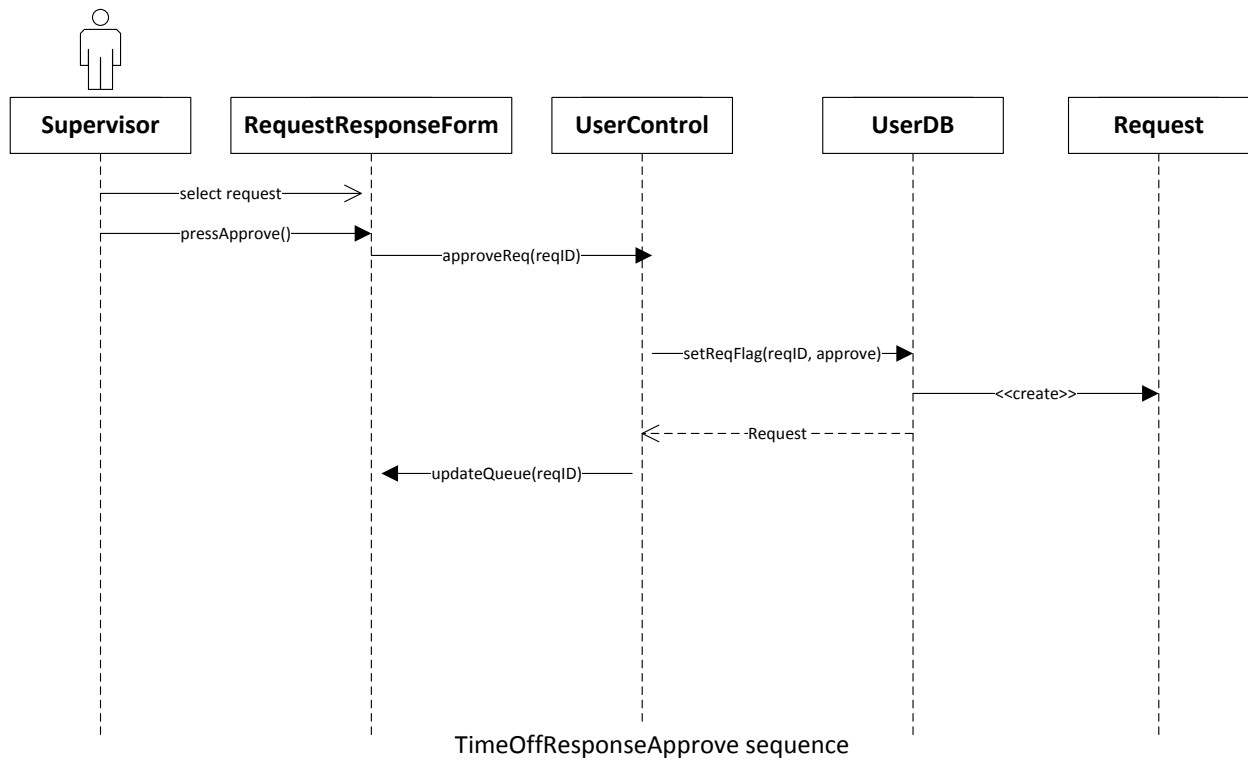 Supervisor
RequestResponseForm
UserControl
UserDB
Request
select request
pressApprove()
approveReq(reqID)
setReqFlag(reqID, approve)
<<create>>
Request
updateQueue(reqID)
TimeOffResponseApprove sequence